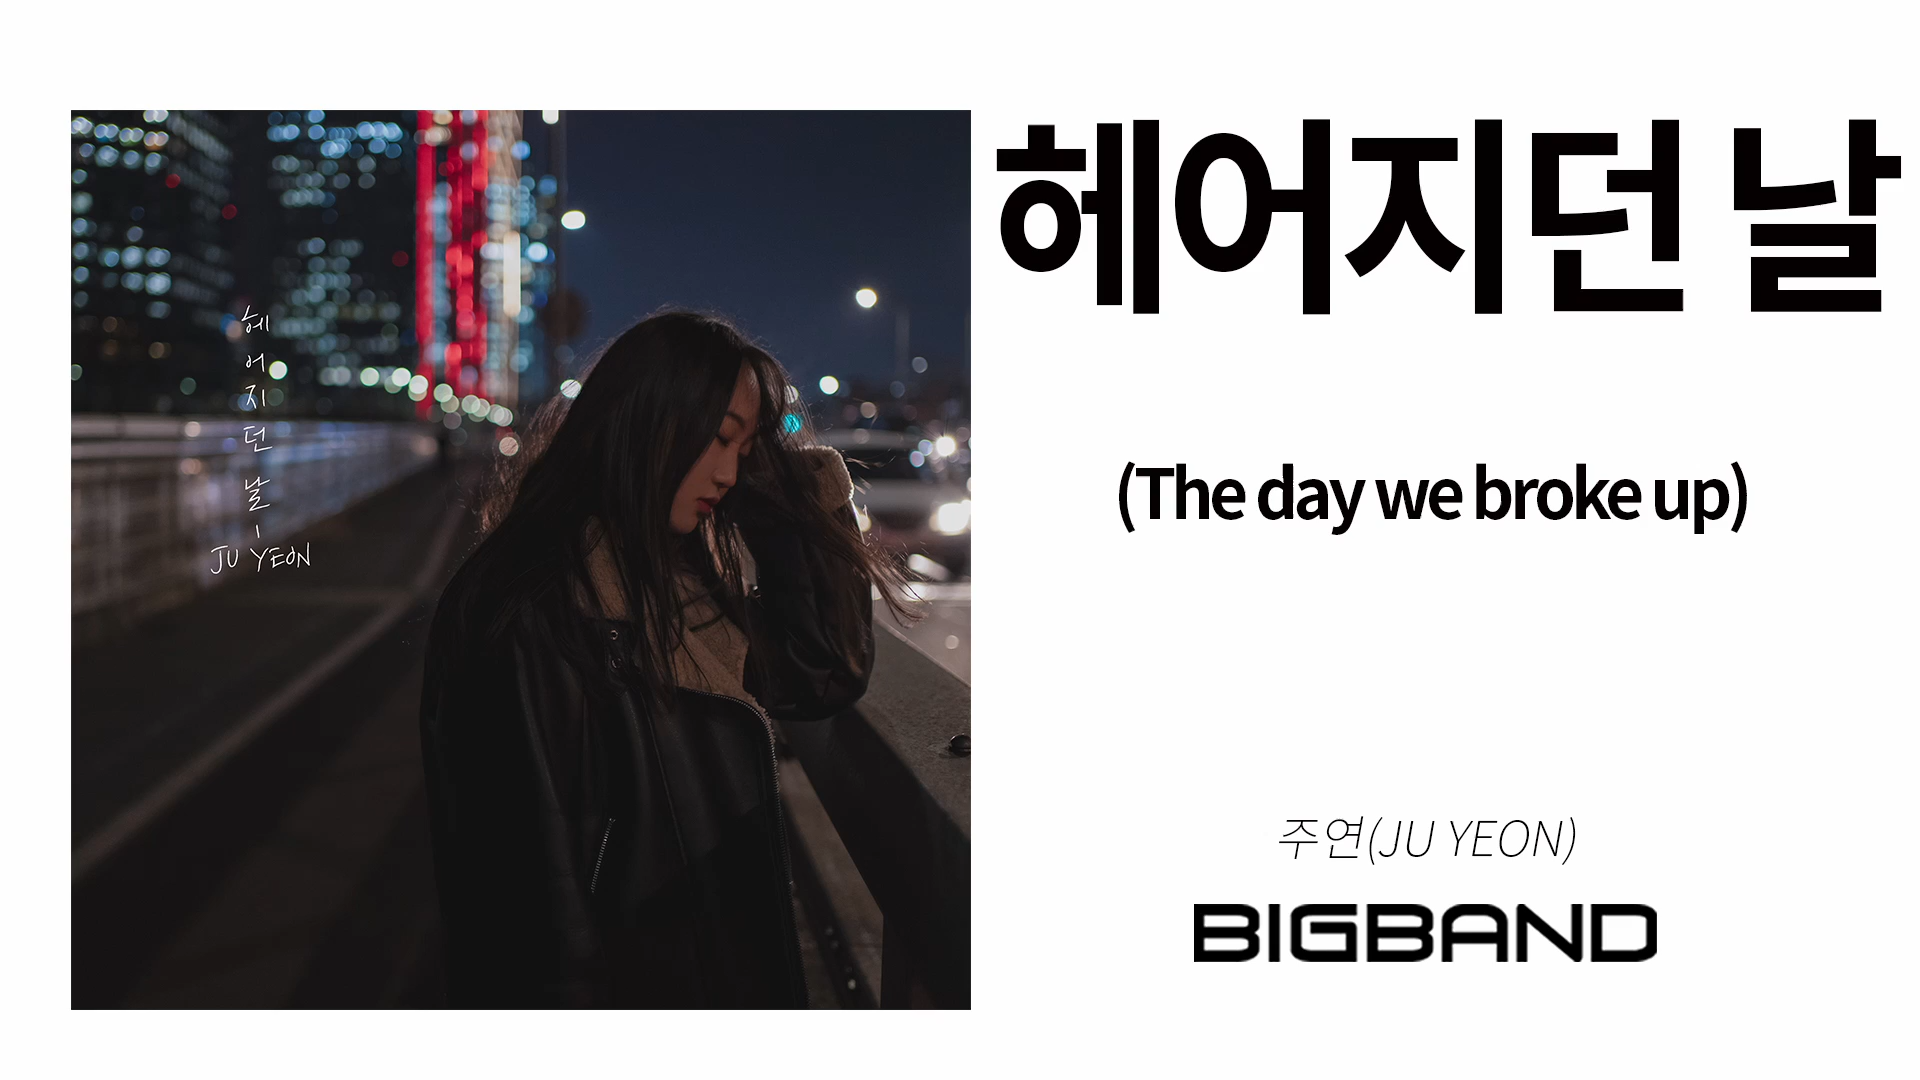 헤
어
지
던
날
-
JU YEON
헤어지던 날
(The day we broke up)
주연(JU YEON)
BIGBAND